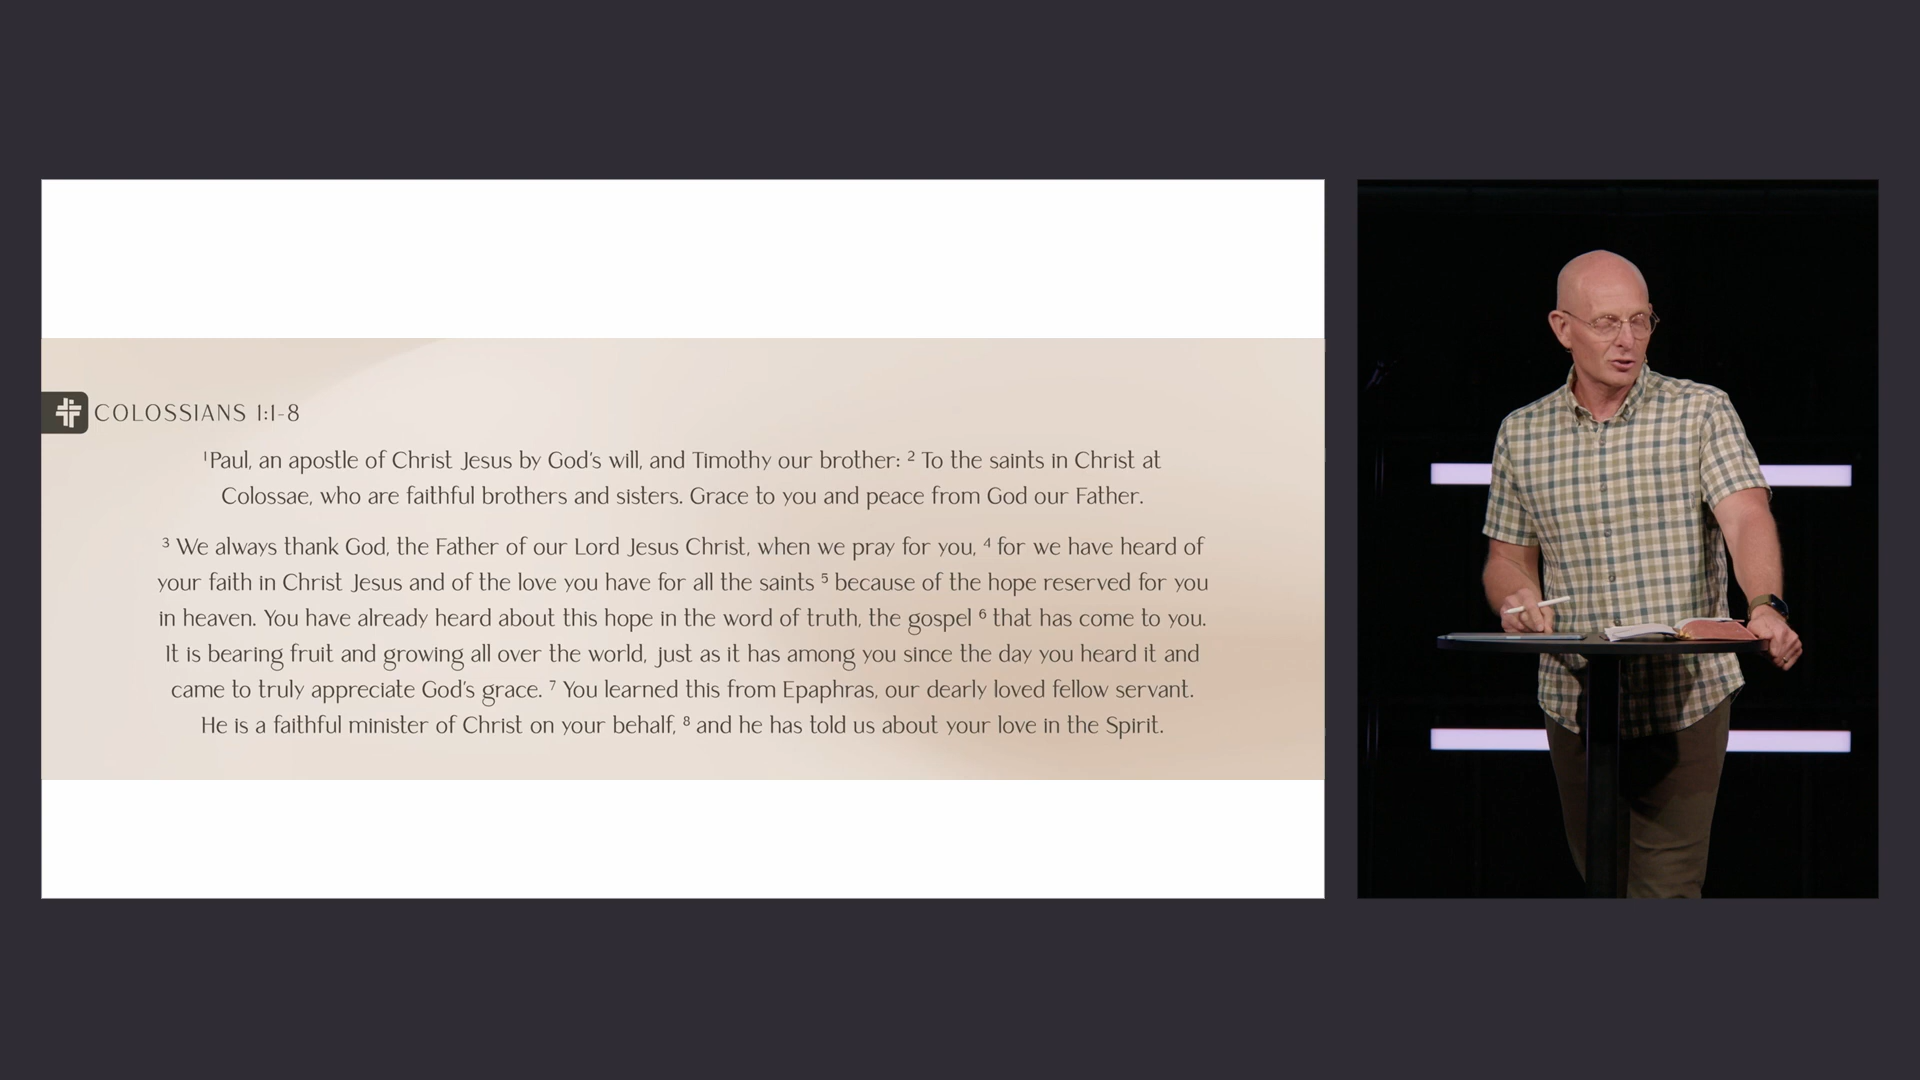 COLOSSIANS 1:1-8
¹Paul, an apostle of Christ Jesus by God's will, and Timothy our brother: ² To the saints in Christ at
Colossae, who are faithful brothers and sisters. Grace to you and peace from God our Father.
³ We always thank God, the Father of our Lord Jesus Christ, when we pray for you, ⁴ for we have heard of
your faith in Christ Jesus and of the love you have for all the saints ⁵ because of the hope reserved for you
in heaven. You have already heard about this hope in the word of truth, the gospel ⁶ that has come to you.
It is bearing fruit and growing all over the world, just as it has among you since the day you heard it and
came to truly appreciate God's grace. ⁷ You learned this from Epaphras, our dearly loved fellow servant.
He is a faithful minister of Christ on your behalf, ⁸ and he has told us about your love in the Spirit.